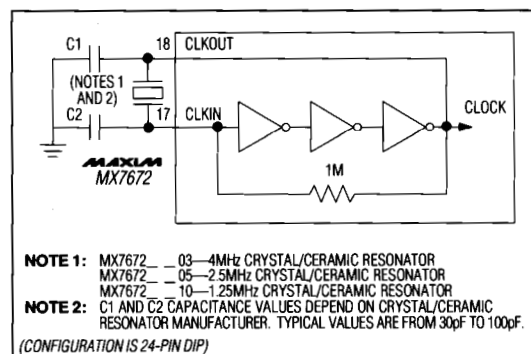 C1
18 CLKOUT
(NOTES 1
AND 2)
C2
17 CLKIN
CLOCK
1M
MAXIM
MX7672
NOTE 1: MX7672_ _ 03—4MHz CRYSTAL/CERAMIC RESONATOR
MX7672_ _ 05—2.5MHz CRYSTAL/CERAMIC RESONATOR
MX7672_ _ 10—1.25MHz CRYSTAL/CERAMIC RESONATOR
NOTE 2: C1 AND C2 CAPACITANCE VALUES DEPEND ON CRYSTAL/CERAMIC
RESONATOR MANUFACTURER. TYPICAL VALUES ARE FROM 30pF TO 100pF.
(CONFIGURATION IS 24-PIN DIP)